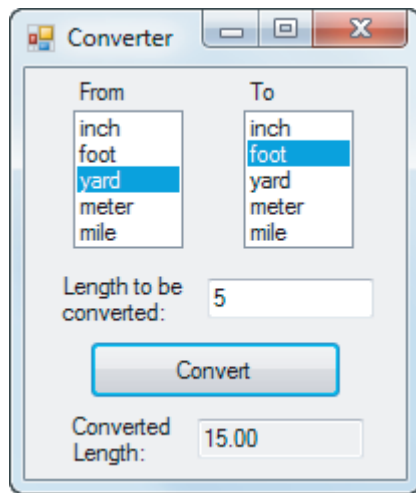 Converter
From To
inch inch
foot foot
yard yard
meter meter
mile mile
Length to be
converted: 5
Convert
Converted
Length: 15.00